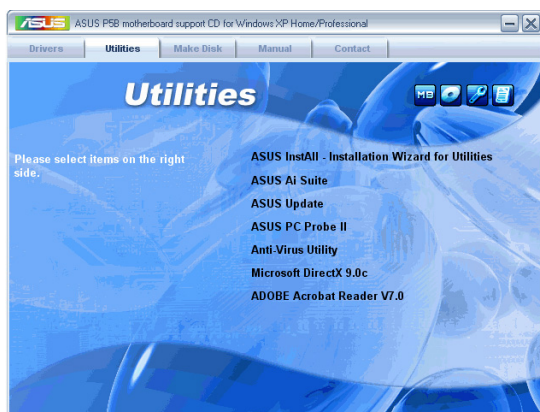 ASUS ASUS P5B motherboard support CD for Windows XP Home/Professional
Drivers Utilities Make Disk Manual Contact
Utilities
MB
Please select items on the right
side.
ASUS InstAll - Installation Wizard for Utilities
ASUS Ai Suite
ASUS Update
ASUS PC Probe II
Anti-Virus Utility
Microsoft DirectX 9.0c
ADOBE Acrobat Reader V7.0